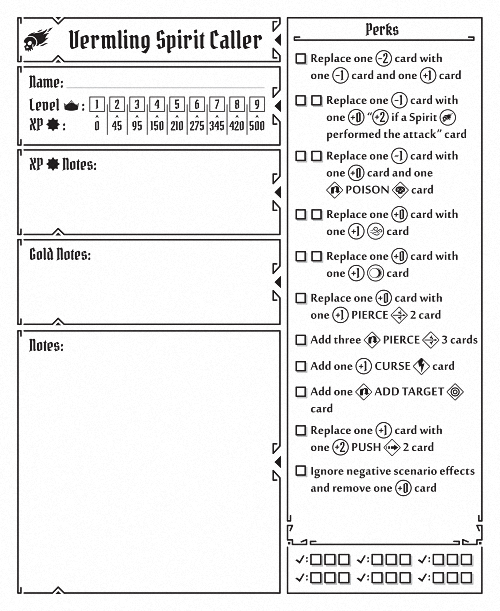 Vermling Spirit Caller
Name:
Level : 1 2 3 4 5 6 7 8 9
XP : 0 45 95 150 210 275 345 420 500
XP Notes:
Gold Notes:
Notes:
Perks
Replace one -2 card with
one -1 card and one +1 card
Replace one -1 card with
one +0 “+2 if a Spirit
performed the attack” card
Replace one -1 card with
one +0 card and one
POISON card
Replace one +0 card with
one +1 card
Replace one +0 card with
one +1 card
Replace one +0 card with
one +1 PIERCE 2 card
Add three PIERCE 3 cards
Add one +1 CURSE card
Add one ADD TARGET
card
Replace one +1 card with
one +2 PUSH 2 card
Ignore negative scenario effects
and remove one +0 card
✓: ✓: ✓:
✓: ✓: ✓: